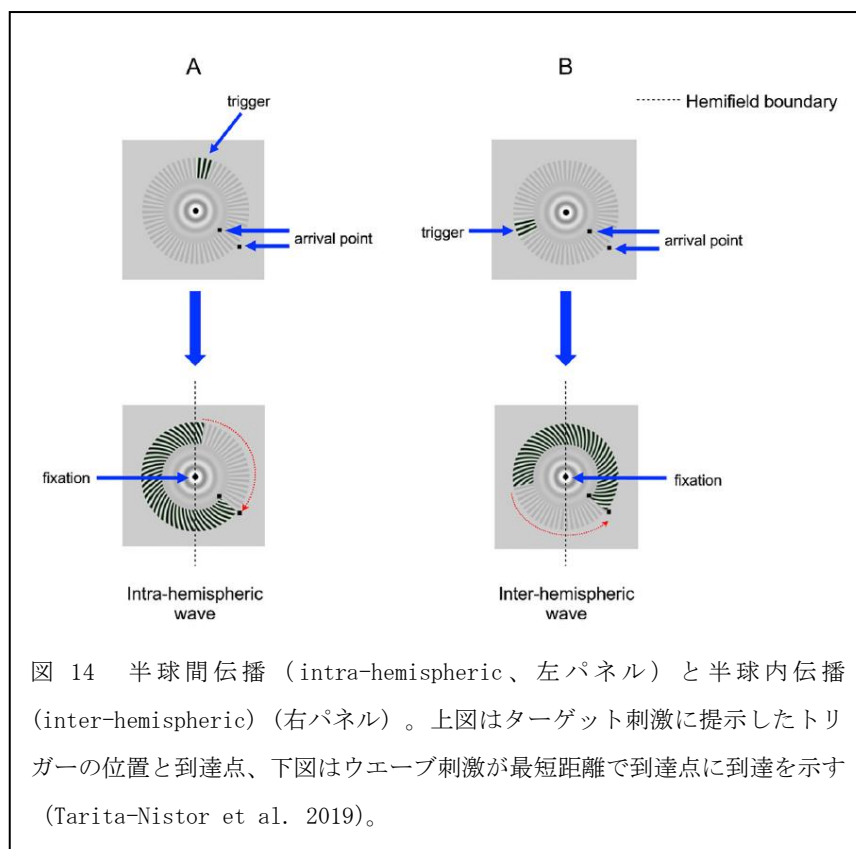 A
B
trigger
Hemifield boundary
trigger
arrival point
arrival point
fixation
fixation
Intra-hemispheric
wave
Inter-hemispheric
wave
図 14　半球間伝播（intra-hemispheric、左パネル）と半球内伝播
(inter-hemispheric)（右パネル）。上図はターゲット刺激に提示したトリ
ガーの位置と到達点、下図はウエーブ刺激が最短距離で到達点に到達を示す
（Tarita-Nistor et al. 2019)。